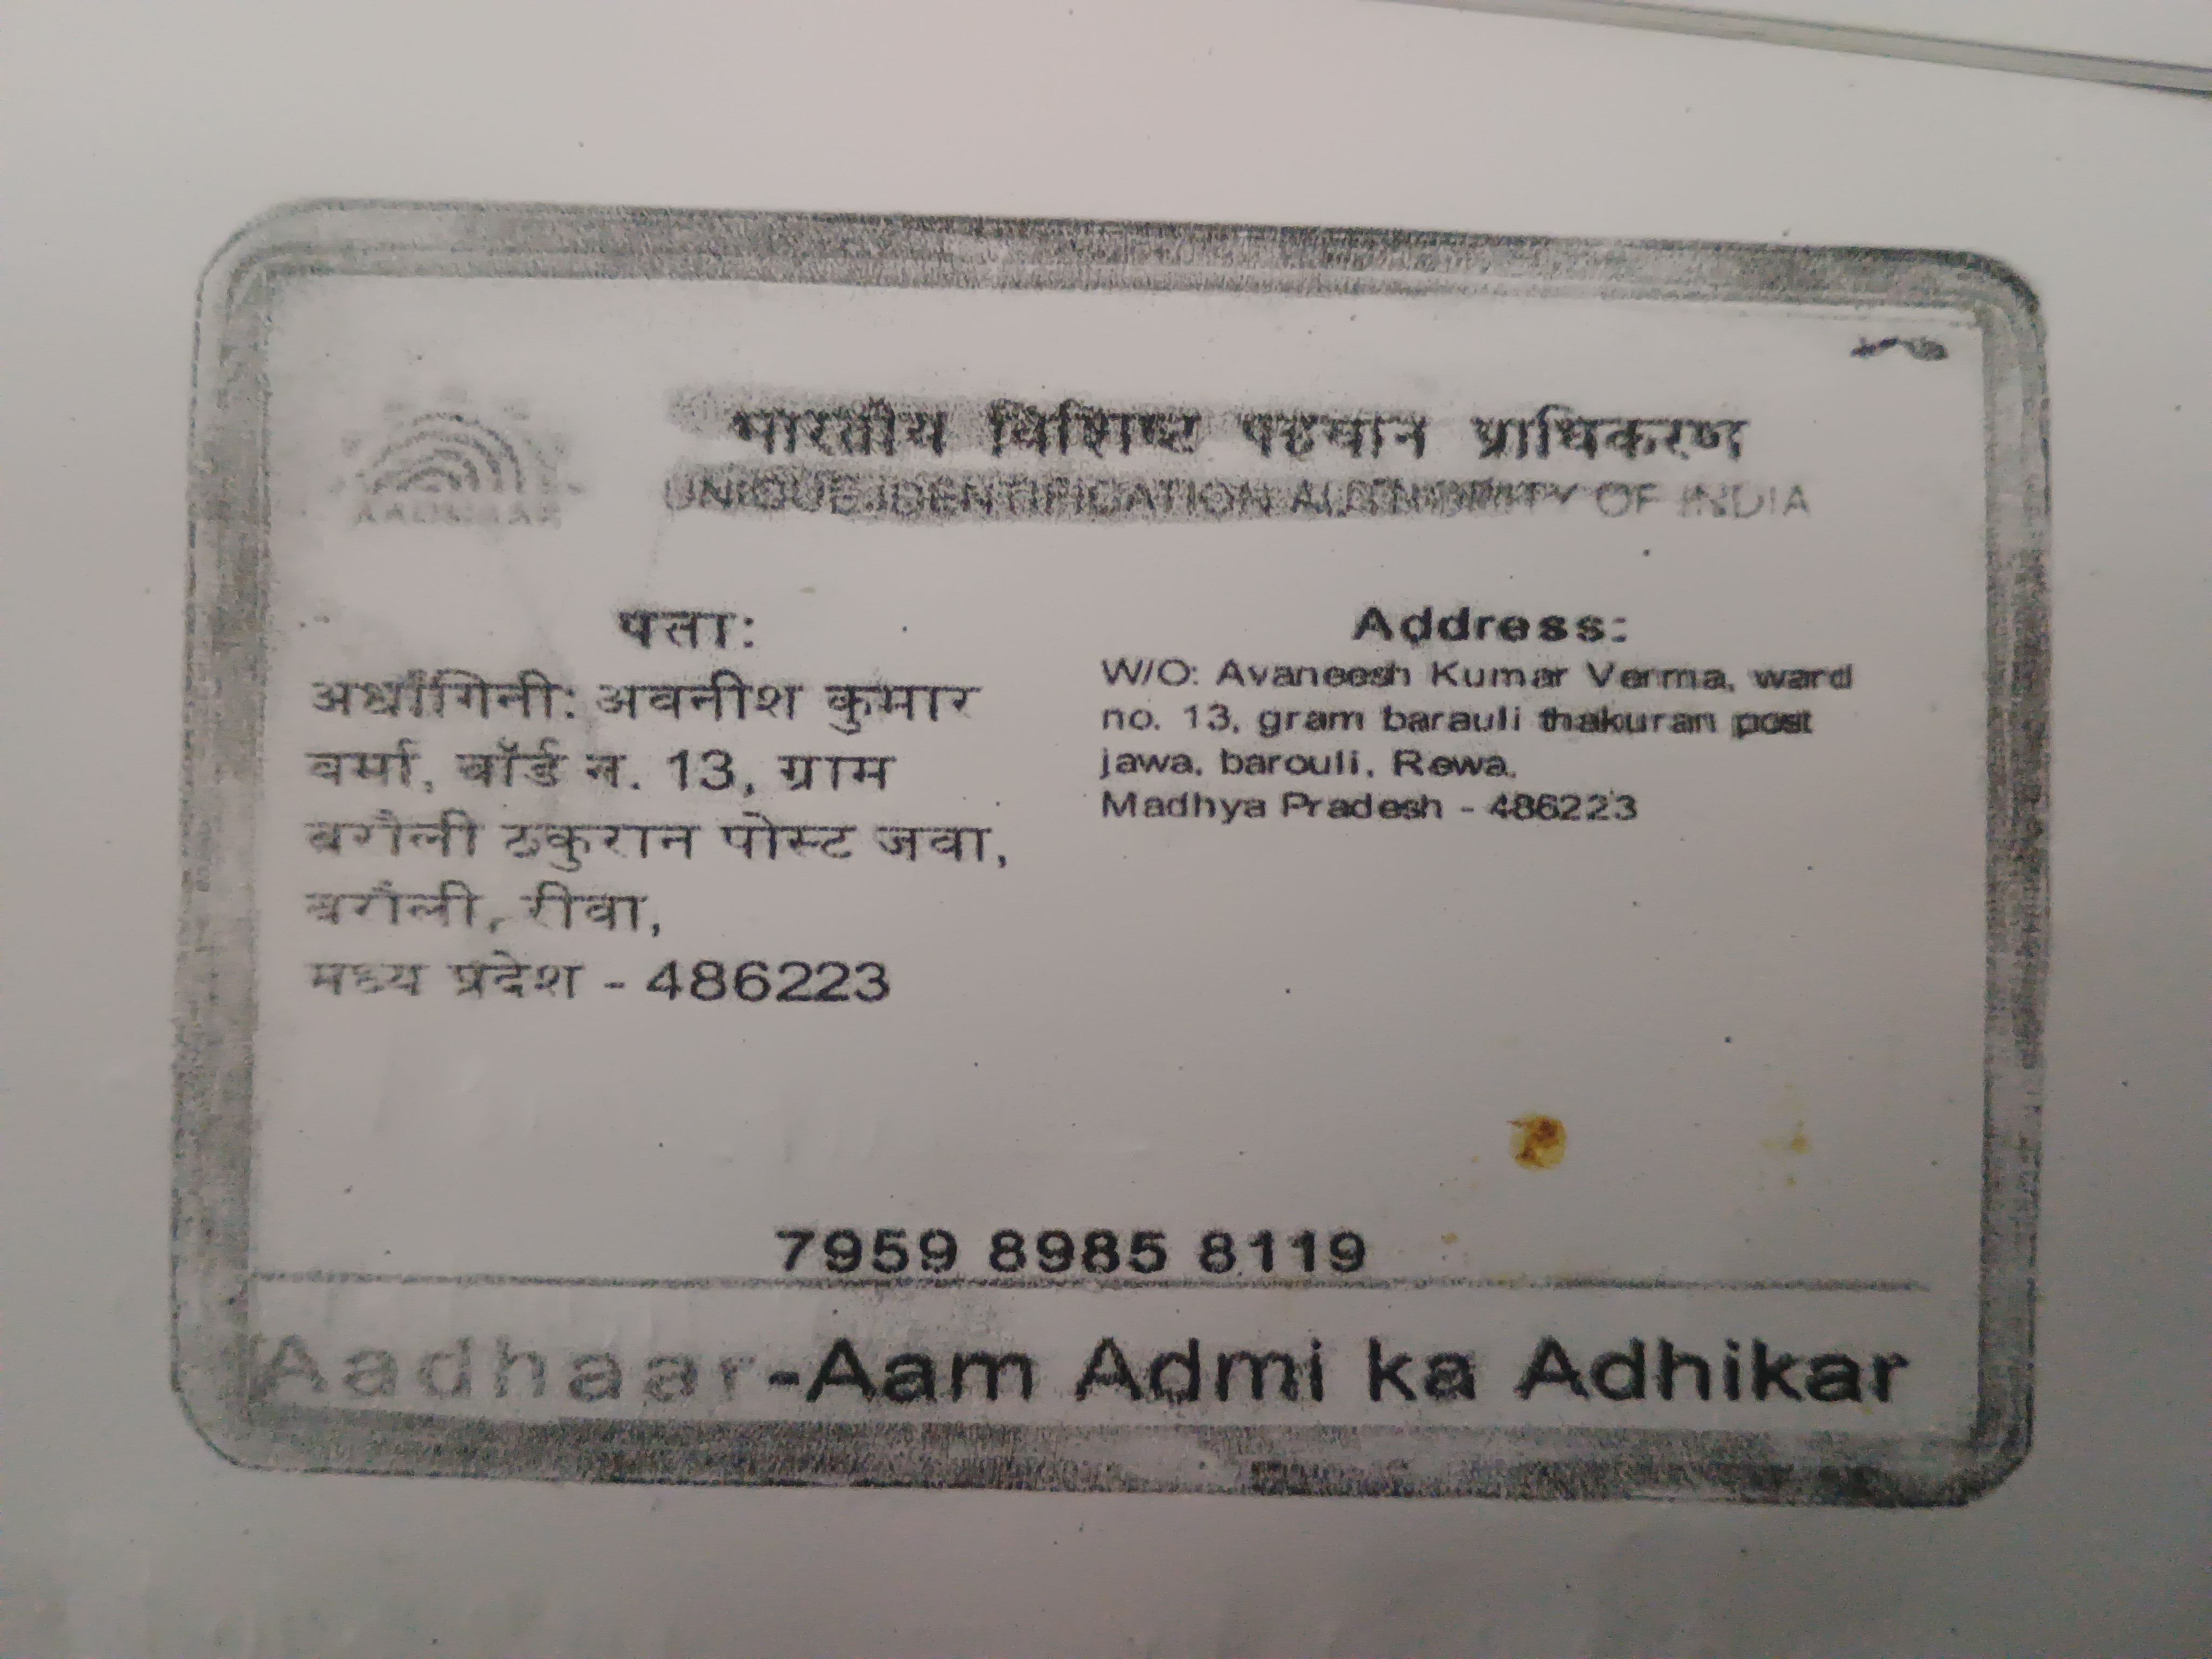 भारतीय विशिष्ट पहचान प्राधिकरण
UNIQUE IDENTIFICATION AUTHORITY OF INDIA
AADHAAR
पता:
अर्धांगिनी: अवनीश कुमार
वर्मा, वॉर्ड न. 13, ग्राम
बरौली ठकुरान पोस्ट जवा,
बरौली, रीवा,
मध्य प्रदेश - 486223
Address:
W/O: Avaneesh Kumar Verma, ward
no. 13, gram barauli thakuran post
jawa, barouli, Rewa,
Madhya Pradesh - 486223
7959 8985 8119
Aadhaar-Aam Admi ka Adhikar